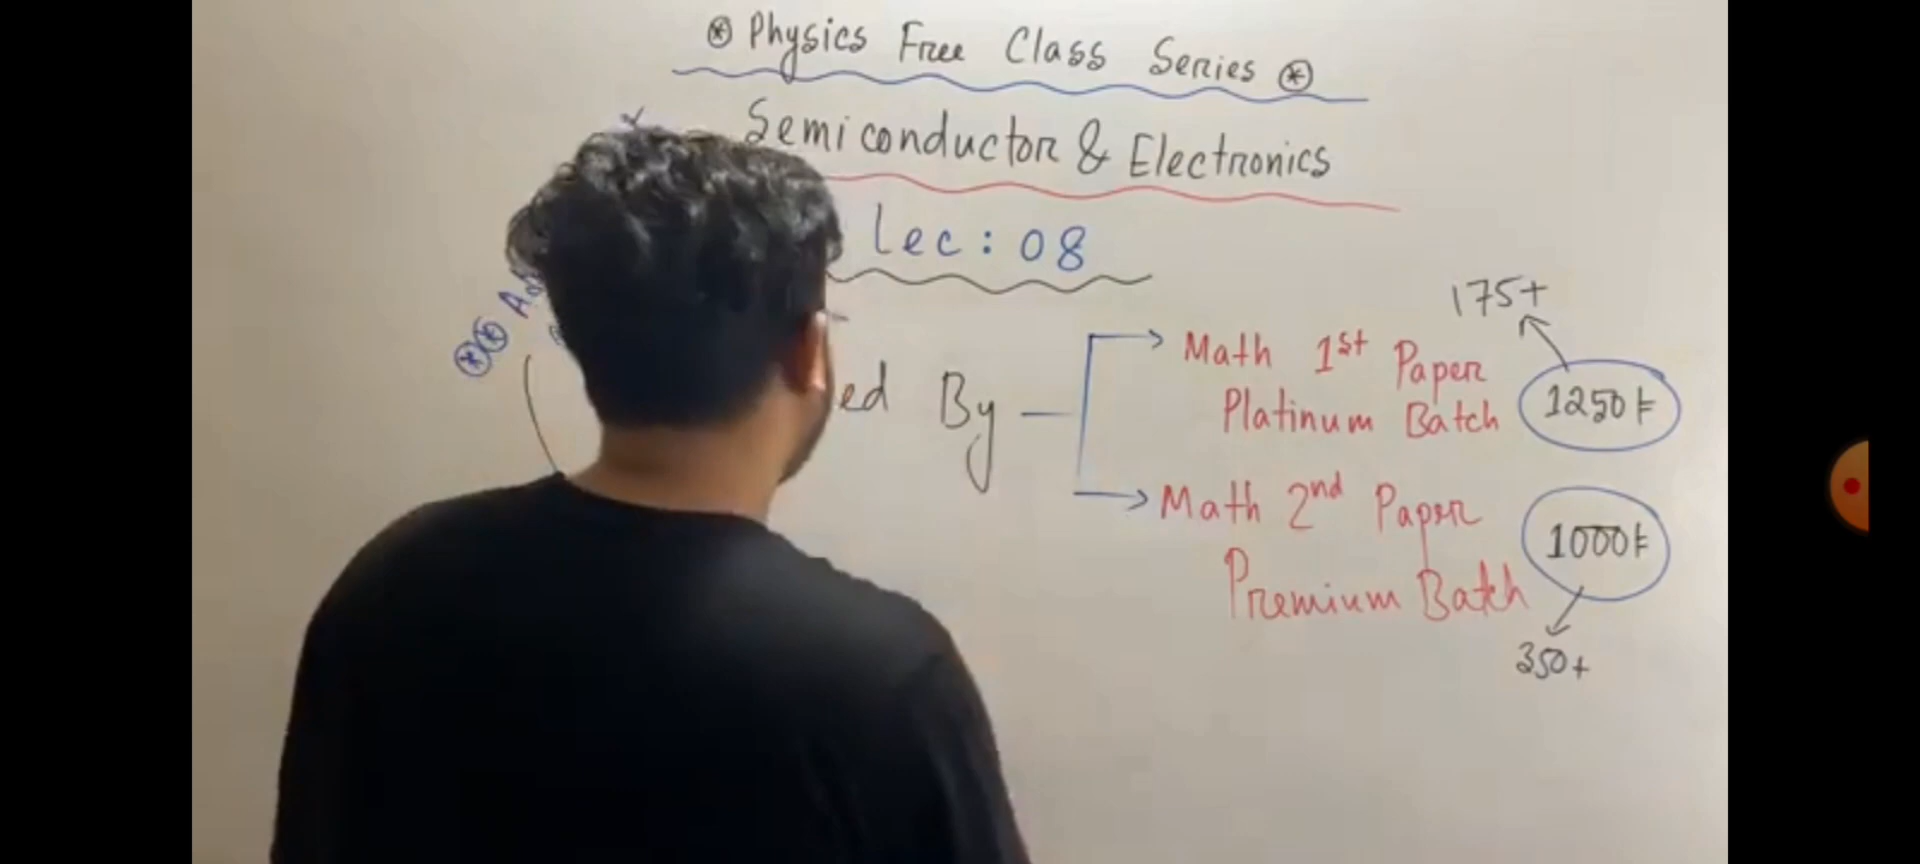 Physics Free Class Series
Semiconductor & Electronics
Lec: 08
175+
Math 1st Paper
Platinum Batch
1250৳
By
Math 2nd Paper
Premium Batch
1000৳
350+